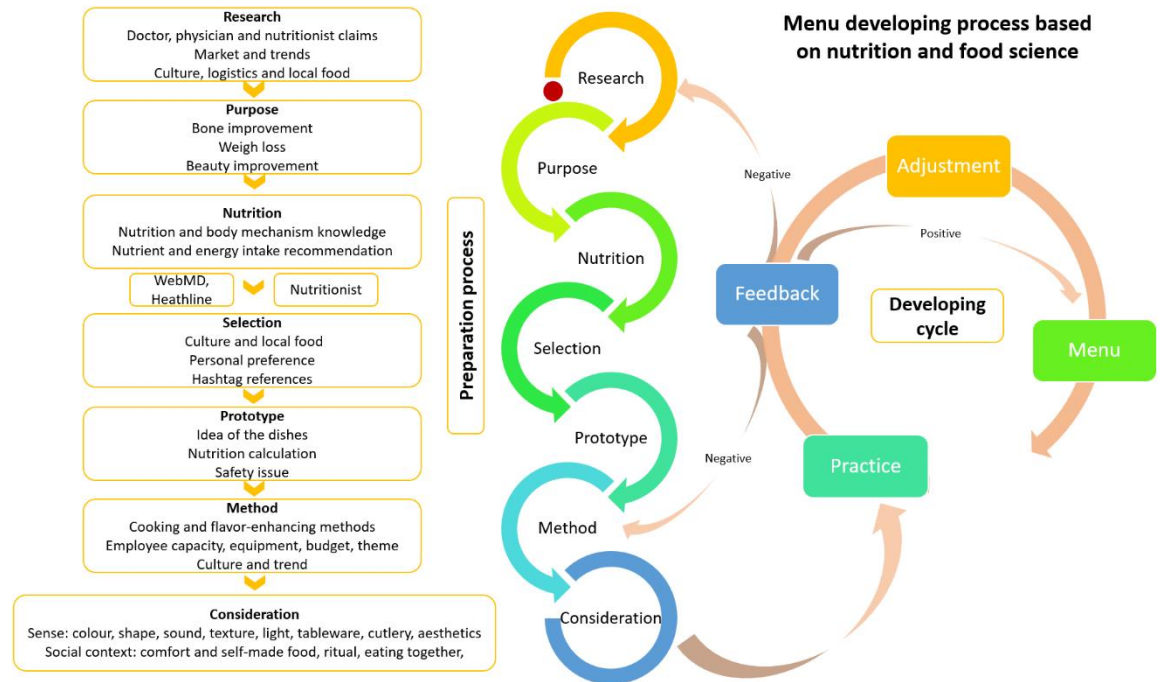 Research
Doctor, physician and nutritionist claims
Market and trends
Culture, logistics and local food
Purpose
Bone improvement
Weigh loss
Beauty improvement
Nutrition
Nutrition and body mechanism knowledge
Nutrient and energy intake recommendation
WebMD,
Heathline
Nutritionist
Selection
Culture and local food
Personal preference
Hashtag references
Prototype
Idea of the dishes
Nutrition calculation
Safety issue
Method
Cooking and flavor-enhancing methods
Employee capacity, equipment, budget, theme
Culture and trend
Consideration
Sense: colour, shape, sound, texture, light, tableware, cutlery, aesthetics
Social context: comfort and self-made food, ritual, eating together,
Preparation process
Research
Purpose
Nutrition
Selection
Prototype
Method
Consideration
Menu developing process based
on nutrition and food science
Adjustment
Negative
Positive
Feedback
Developing
cycle
Menu
Negative
Practice